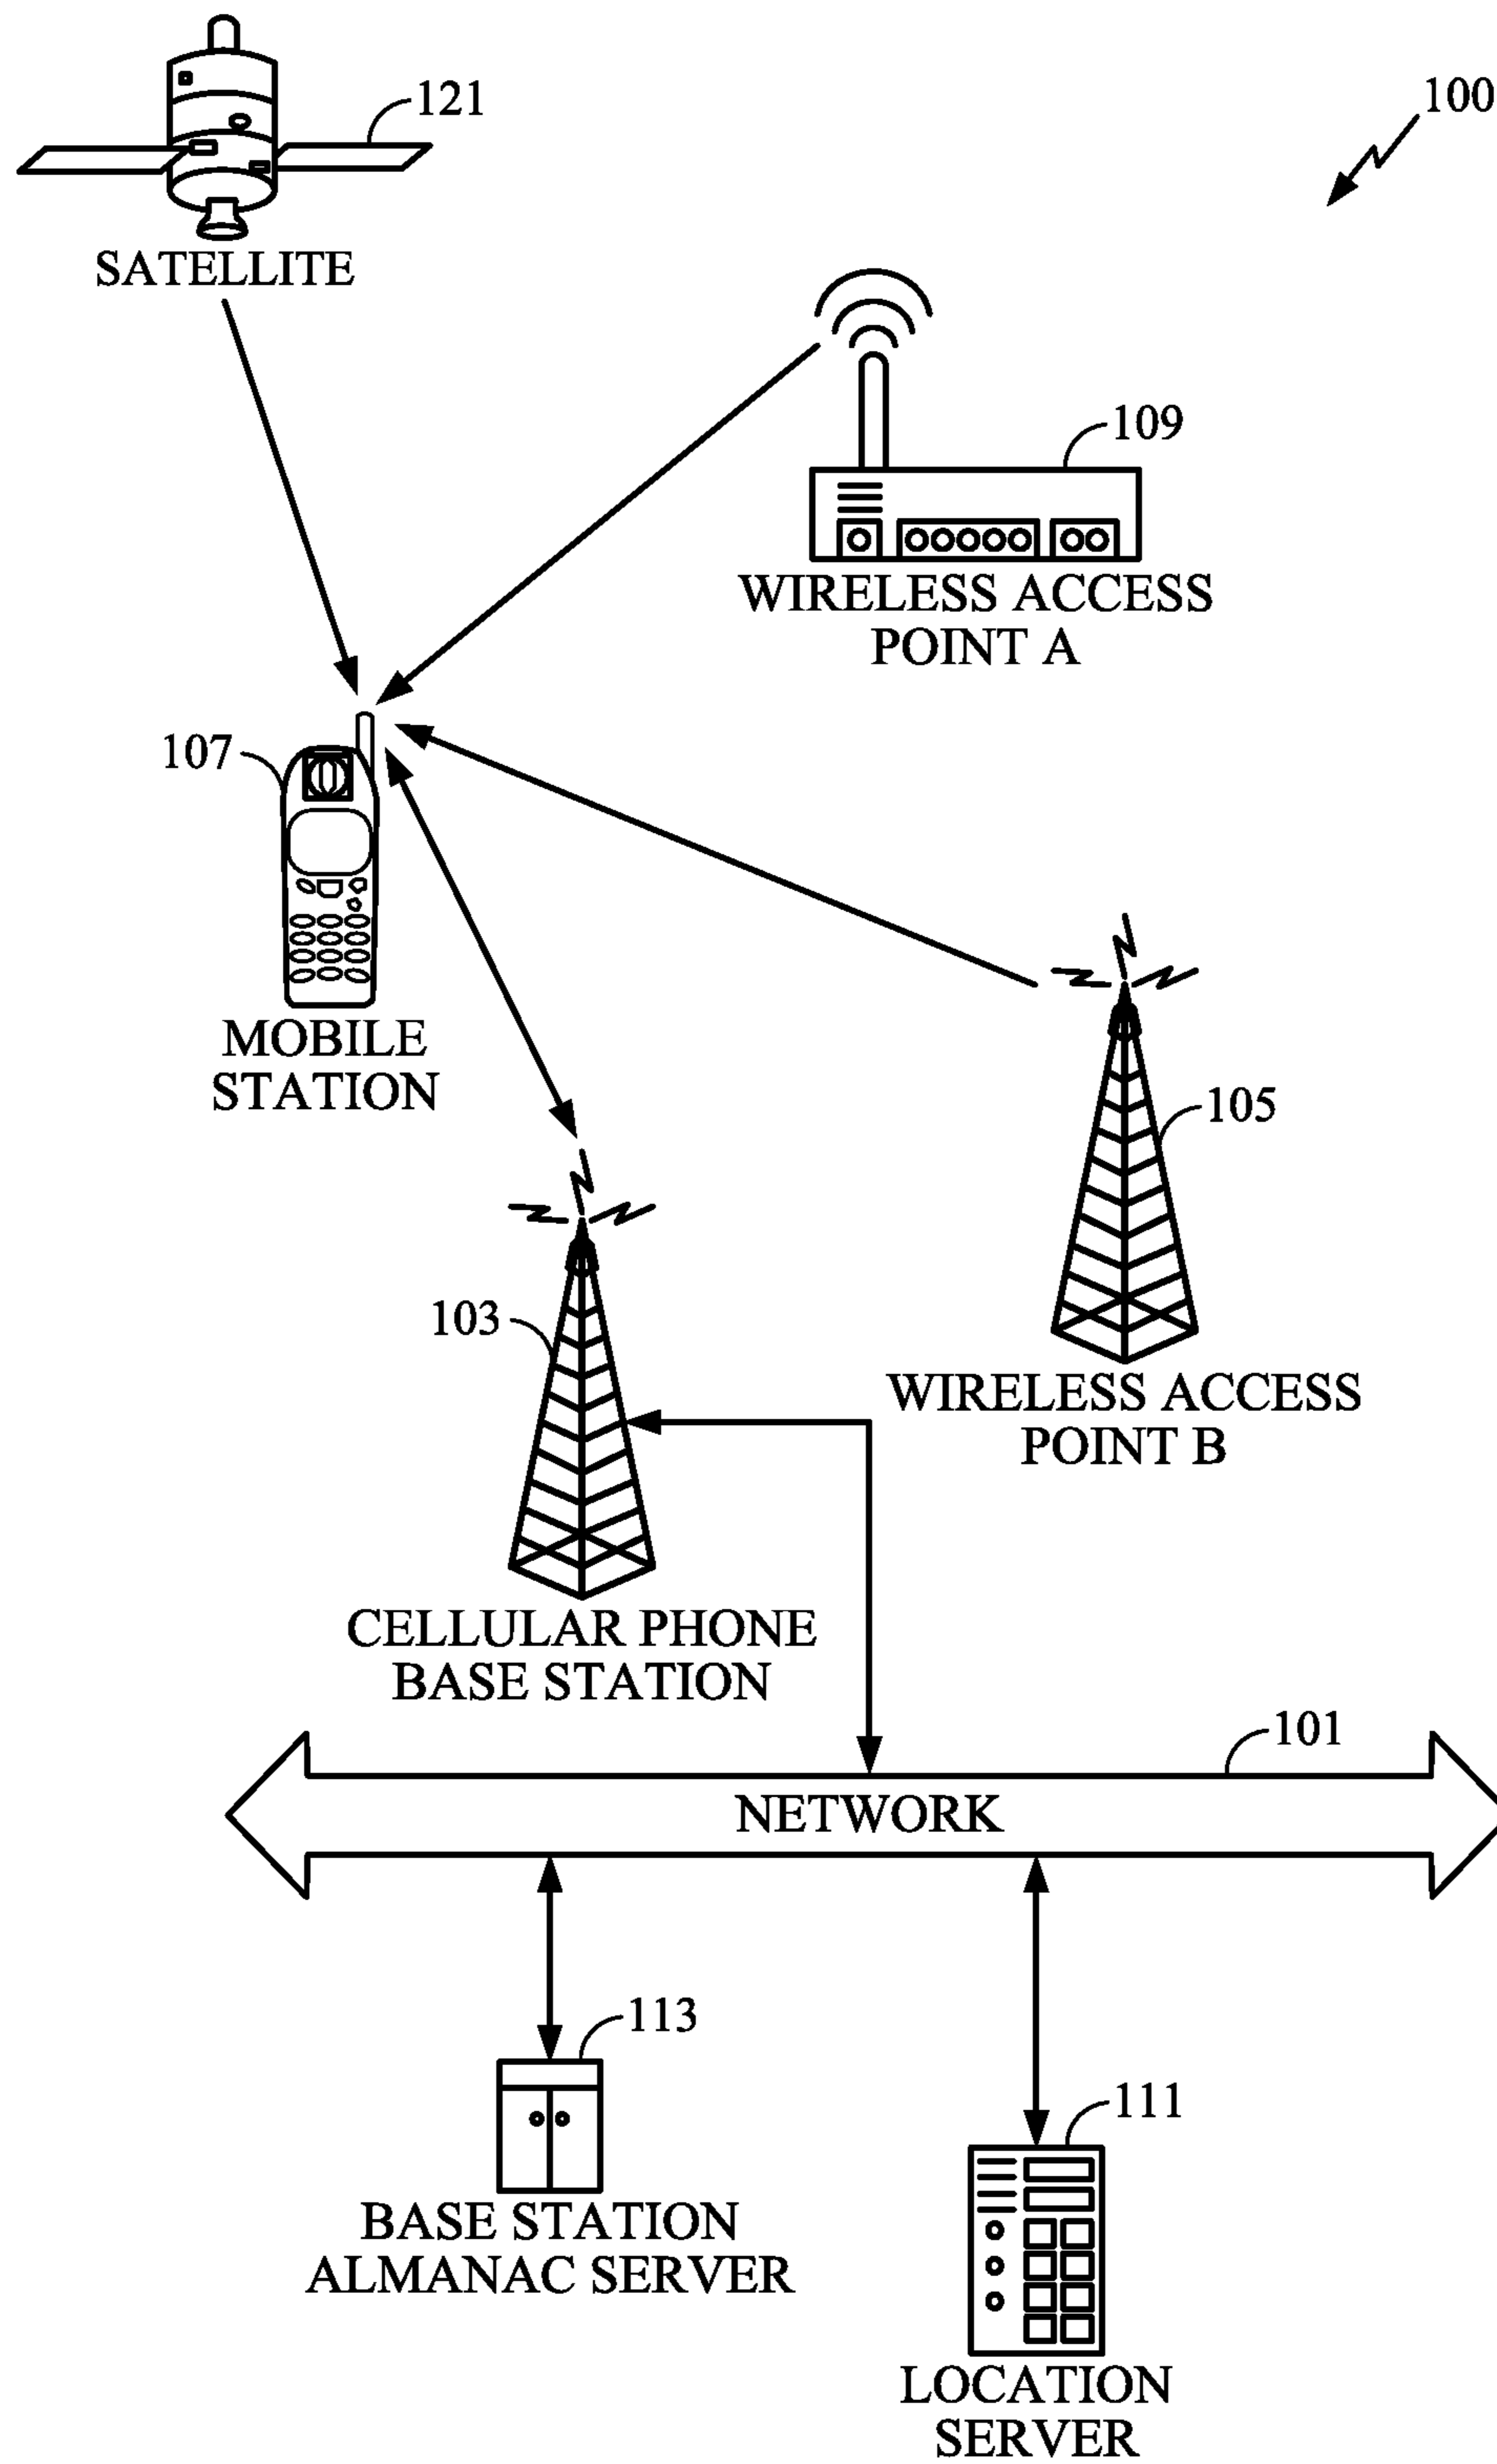 121
100
SATELLITE
109
WIRELESS ACCESS
POINT A
107
MOBILE
STATION
105
103
WIRELESS ACCESS
POINT B
CELLULAR PHONE
BASE STATION
101
NETWORK
113
111
BASE STATION
ALMANAC SERVER
LOCATION
SERVER